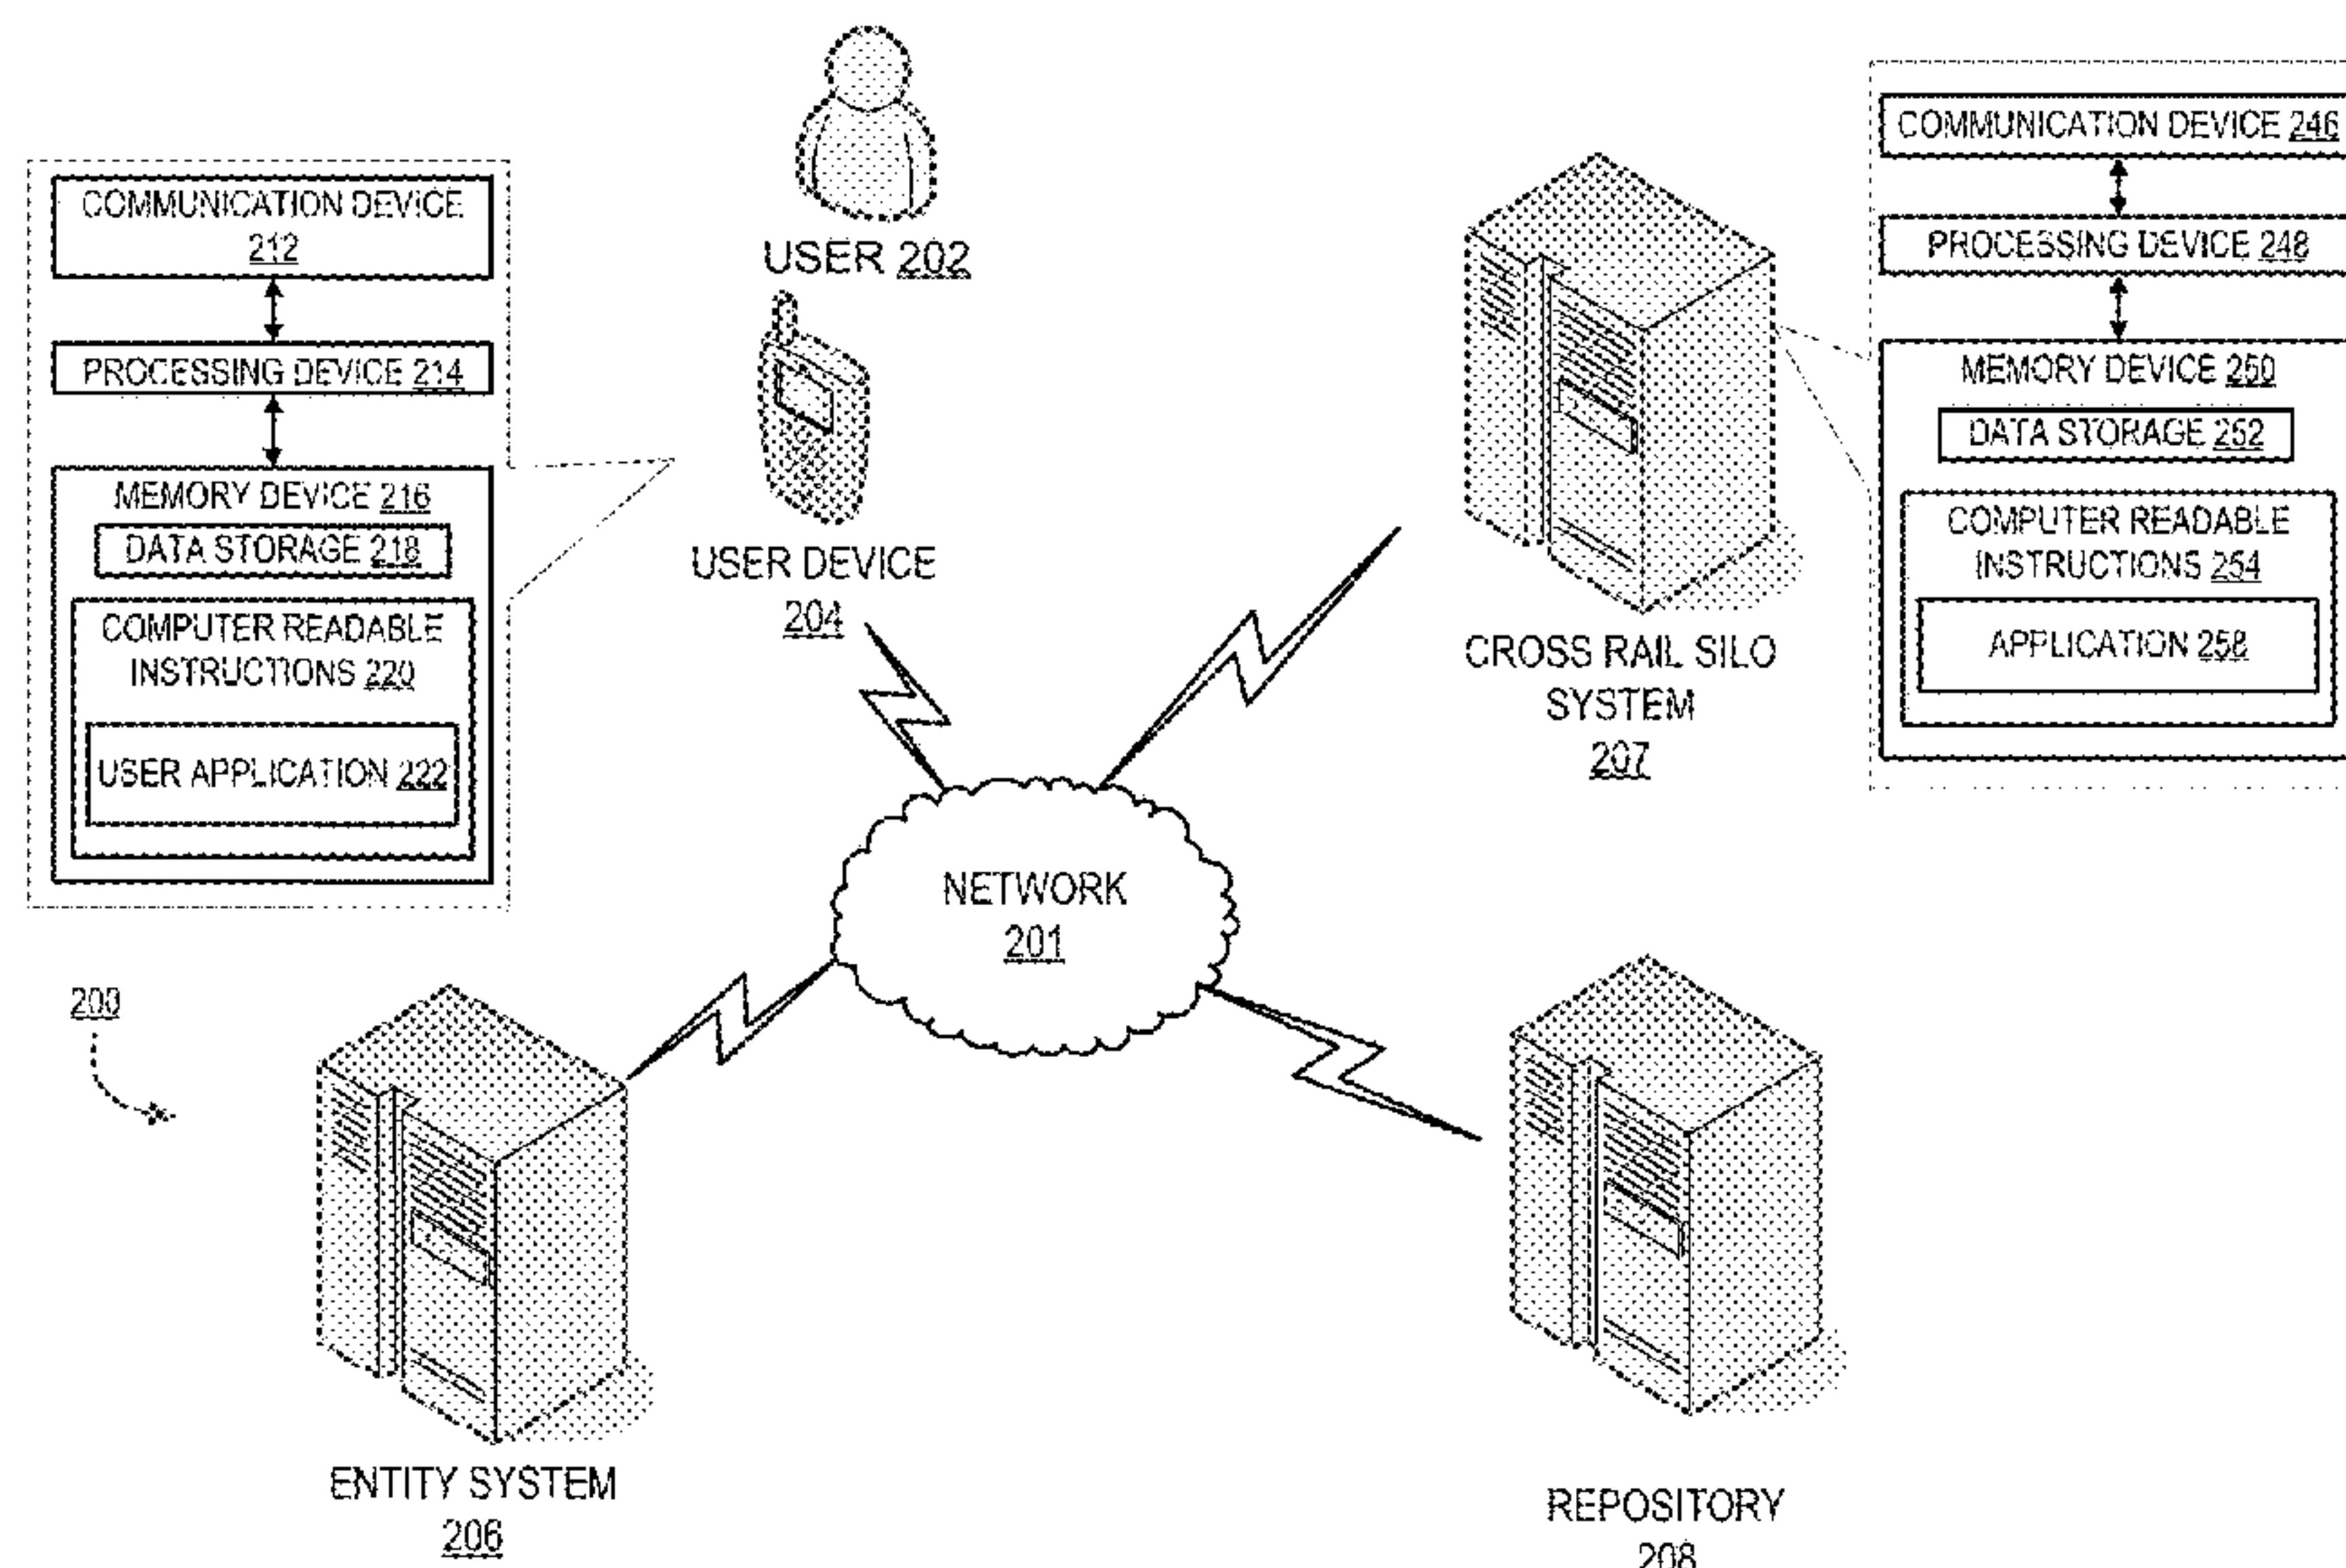 USER 202
COMMUNICATION DEVICE
212
PROCESSING DEVICE 214
MEMORY DEVICE 216
DATA STORAGE 218
COMPUTER READABLE
INSTRUCTIONS 220
USER APPLICATION 222
USER DEVICE
204
CROSS RAIL SILO
SYSTEM
207
COMMUNICATION DEVICE 246
PROCESSING DEVICE 248
MEMORY DEVICE 250
DATA STORAGE 252
COMPUTER READABLE
INSTRUCTIONS 254
APPLICATION 258
NETWORK
201
200
ENTITY SYSTEM
206
REPOSITORY
208